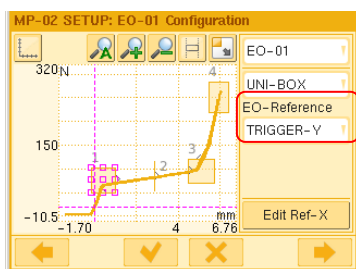 MP-02 SETUP: EO-01 Configuration
A
EO-01
320 N
4
UNI-BOX
EO-Reference
TRIGGER-Y
150
3
2
1
-10.5
mm
-1.70
4
6.76
Edit Ref-X